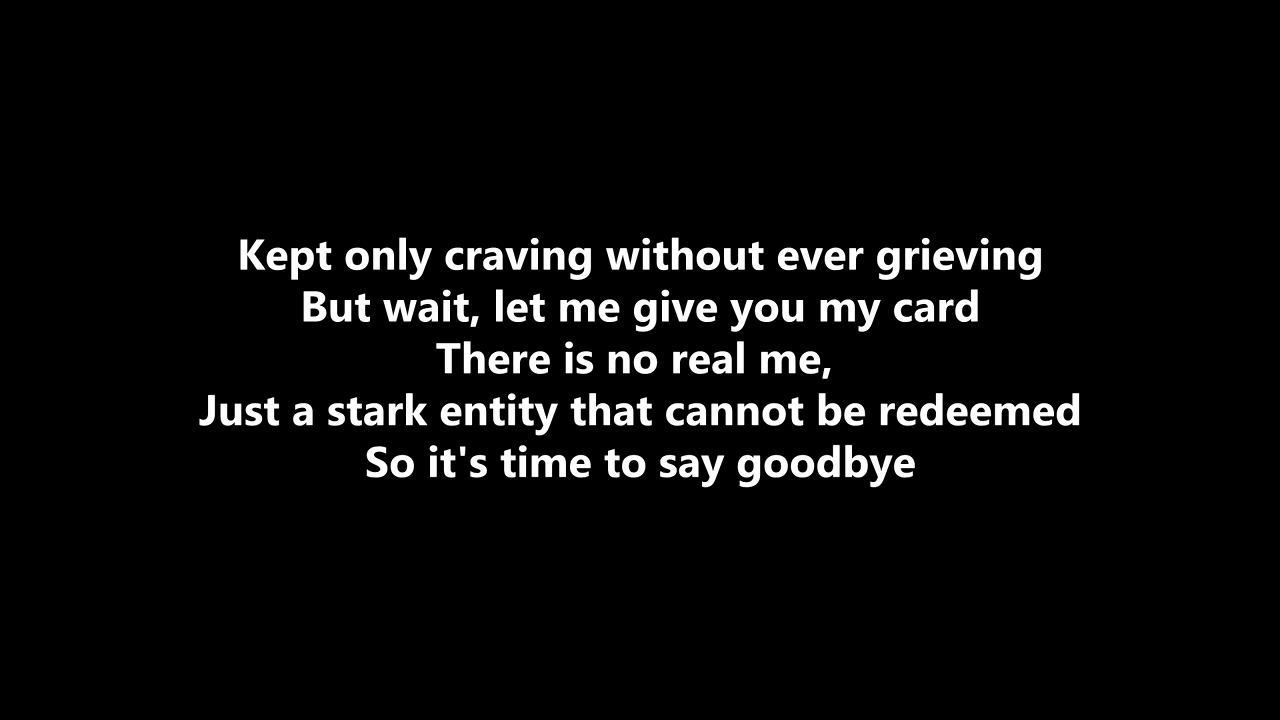 Kept only craving without ever grieving
But wait, let me give you my card
There is no real me,
Just a stark entity that cannot be redeemed
So it's time to say goodbye